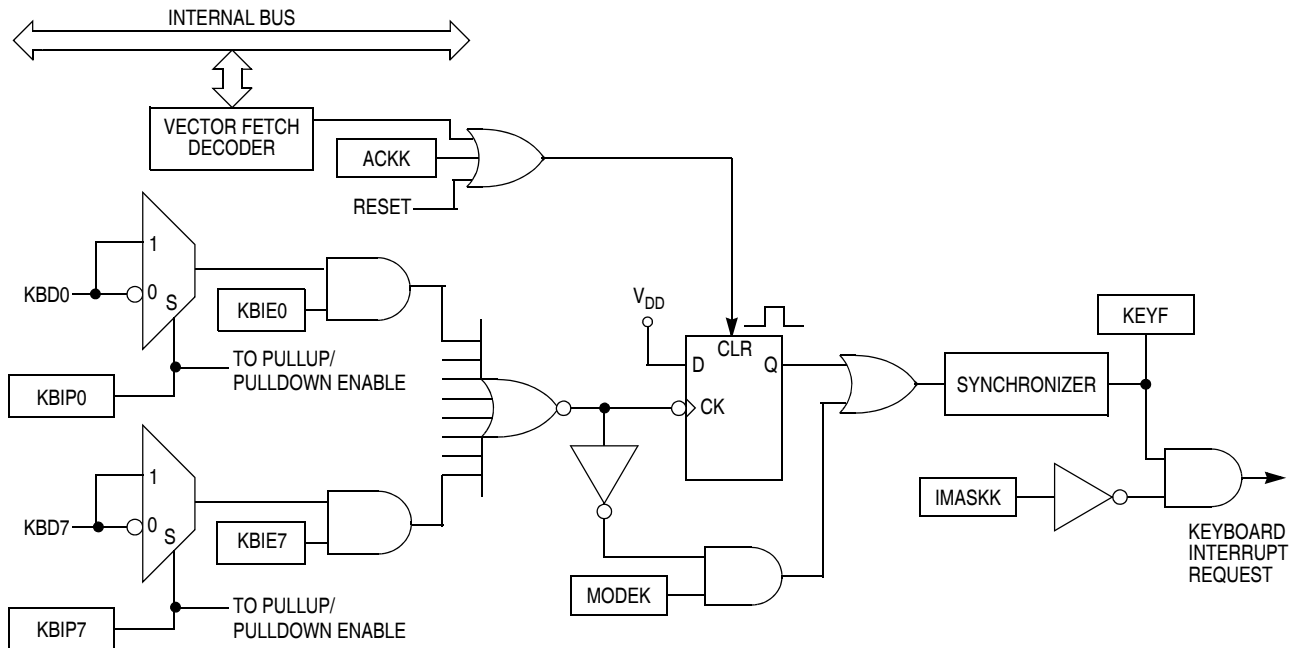 INTERNAL BUS
VECTOR FETCH
DECODER
ACKK
RESET
1
KBD0
0
S
KBIE0
TO PULLUP/
PULLDOWN ENABLE
KBIP0
VDD
CLR
D
Q
CK
KEYF
SYNCHRONIZER
1
KBD7
0
S
KBIE7
TO PULLUP/
PULLDOWN ENABLE
KBIP7
MODEK
IMASKK
KEYBOARD
INTERRUPT
REQUEST